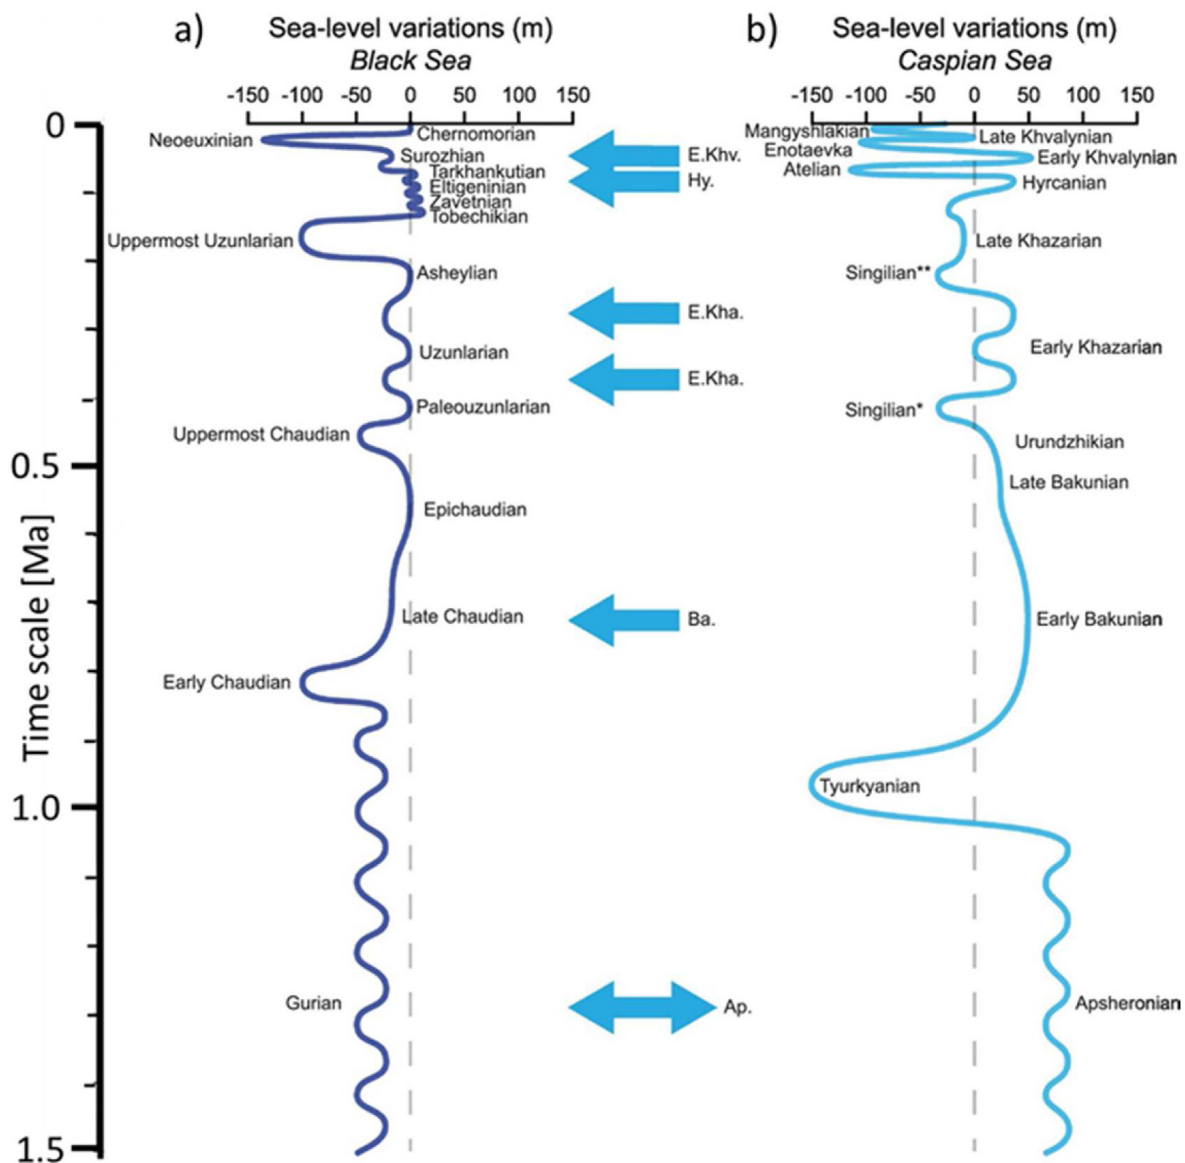 a)
Sea-level variations (m)
Black Sea
-150 -100 -50 0 50 100 150
b)
Sea-level variations (m)
Caspian Sea
-150 -100 -50 0 50 100 150
Time scale [Ma]
0
0.5
1.0
1.5
Neoeuxinian
Chernomorian
Surozhian
Tarkhankutian
Eltigeninian
Zavetnian
Tobechikian
Uppermost Uzunlarian
Asheylian
Uzunlarian
Paleouzunlarian
Uppermost Chaudian
Epichaudian
Late Chaudian
Early Chaudian
Gurian
E.Khv.
Hy.
E.Kha.
E.Kha.
Ba.
Ap.
Mangyshlakian
Late Khvalynian
Enotaevka
Early Khvalynian
Atelian
Hyrcanian
Late Khazarian
Singilian**
Early Khazarian
Singilian*
Urundzhikian
Late Bakunian
Early Bakunian
Tyurkyanian
Apsheronian